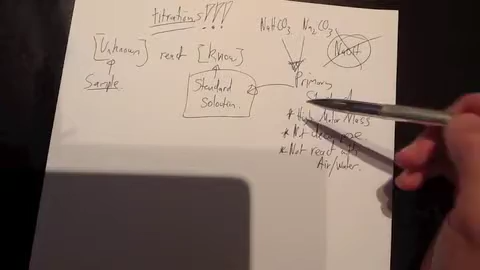 titrations!!!
NaHCO3 Na2CO3 NaOH
[Unknown] react [Know]
Sample
Standard
Solution.
Primary
* High Molar Mass
* Not decompose
* Not react with
Air/water.